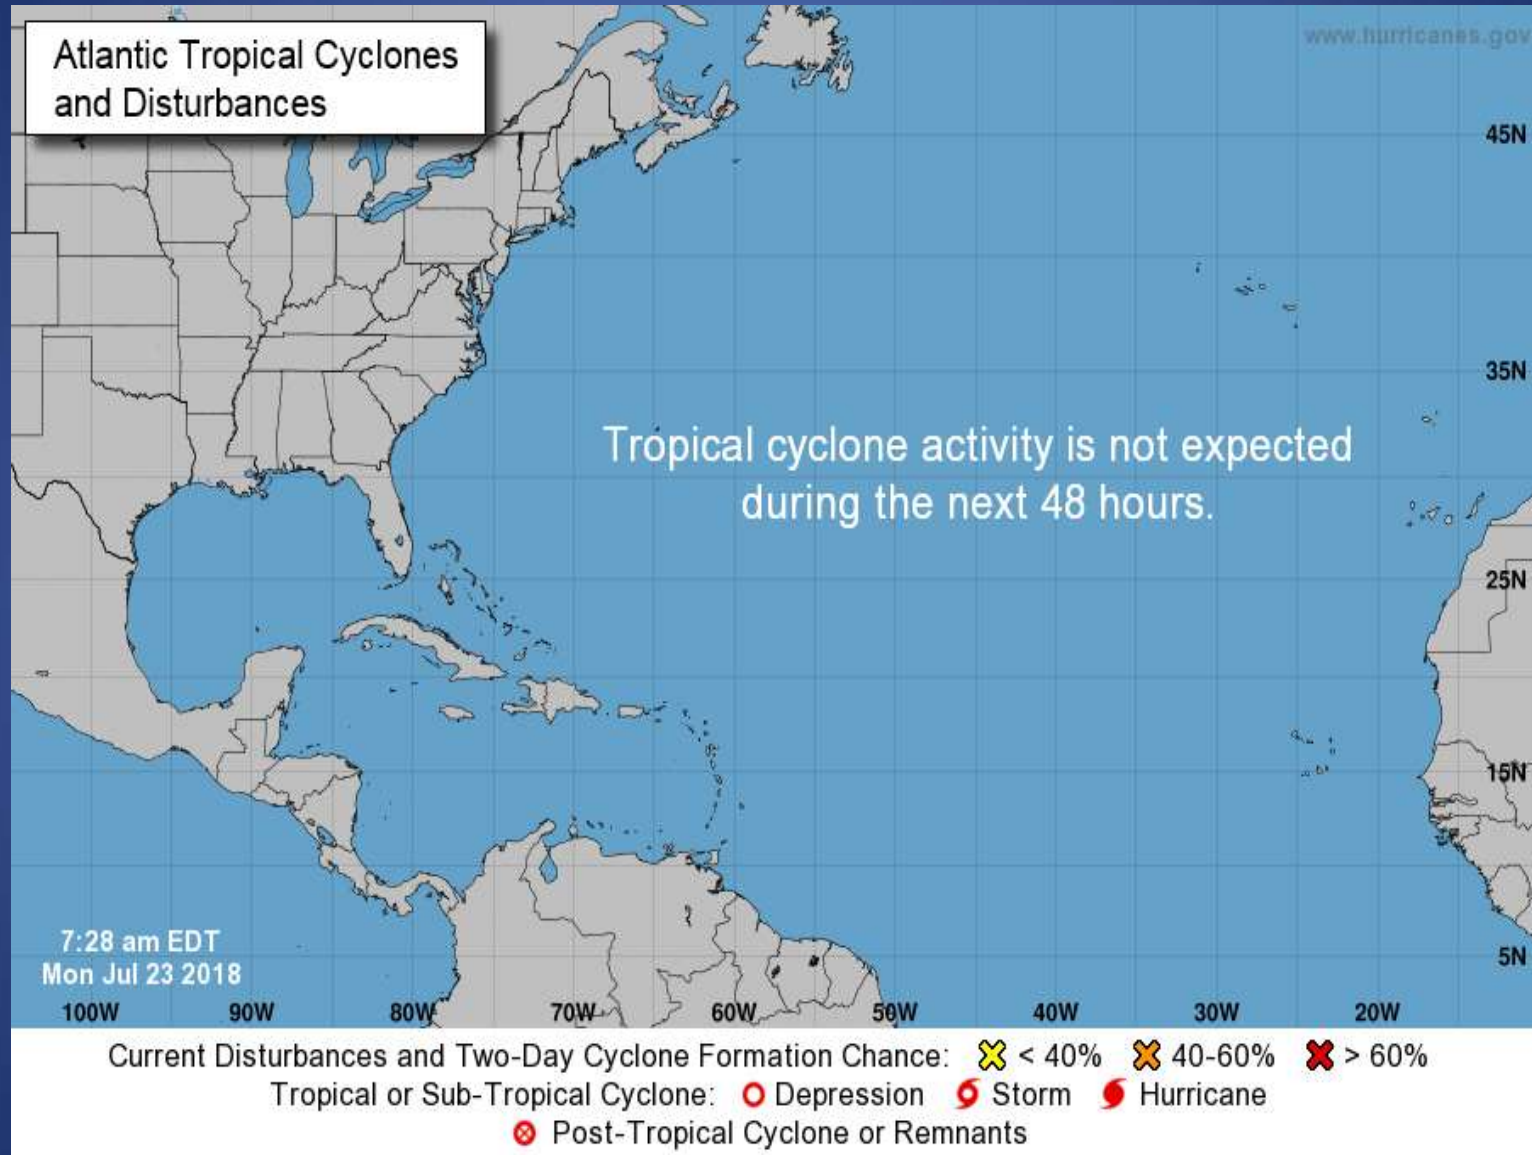 Atlantic Tropical Cyclones
and Disturbances
www.hurricanes.gov
45N
35N
Tropical cyclone activity is not expected
during the next 48 hours.
25N
15N
7:28 am EDT
Mon Jul 23 2018
5N
100W 90W 80W 70W 60W 50W 40W 30W 20W
Current Disturbances and Two-Day Cyclone Formation Chance: < 40% 40-60% > 60%
Tropical or Sub-Tropical Cyclone: Depression Storm Hurricane
Post-Tropical Cyclone or Remnants